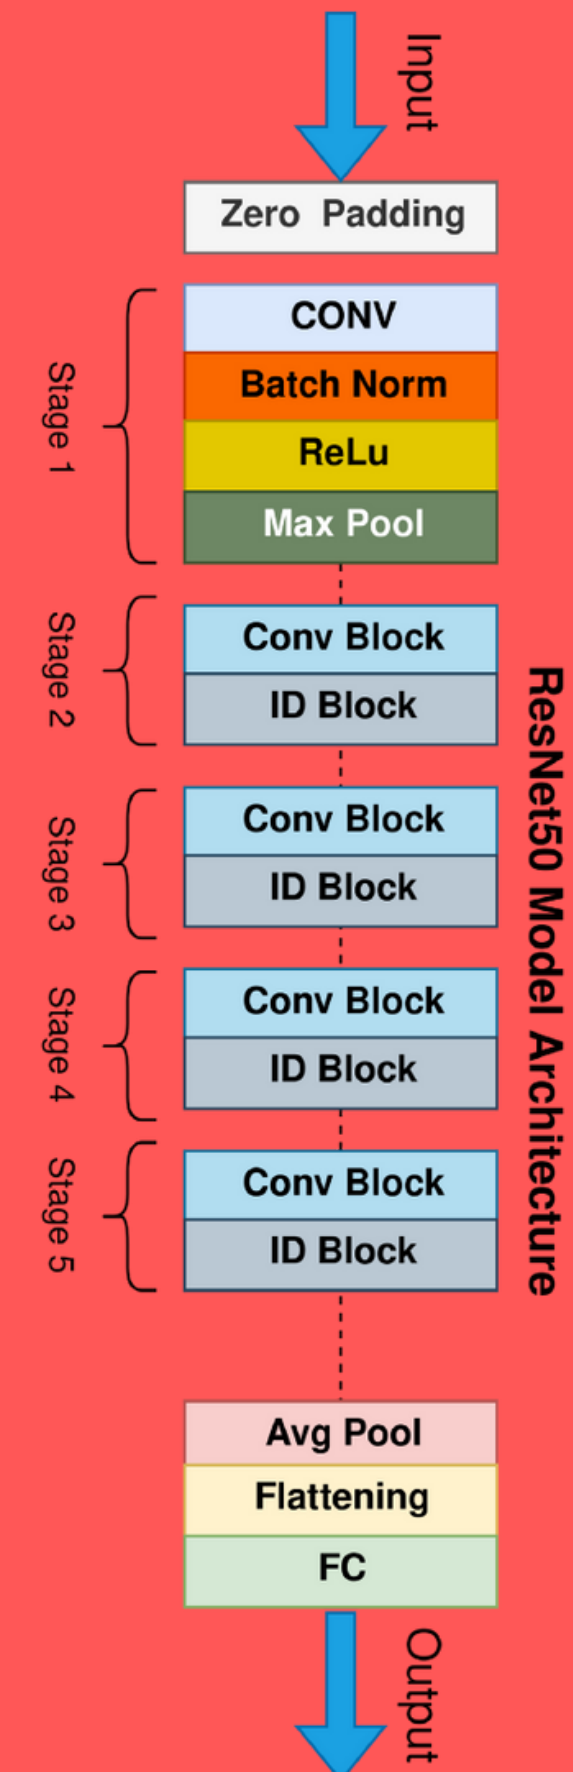 Input
Zero Padding
Stage 1
CONV
Batch Norm
ReLu
Max Pool
Stage 2
Conv Block
ID Block
Stage 3
Conv Block
ID Block
Stage 4
Conv Block
ID Block
Stage 5
Conv Block
ID Block
ResNet50 Model Architecture
Avg Pool
Flattening
FC
Output